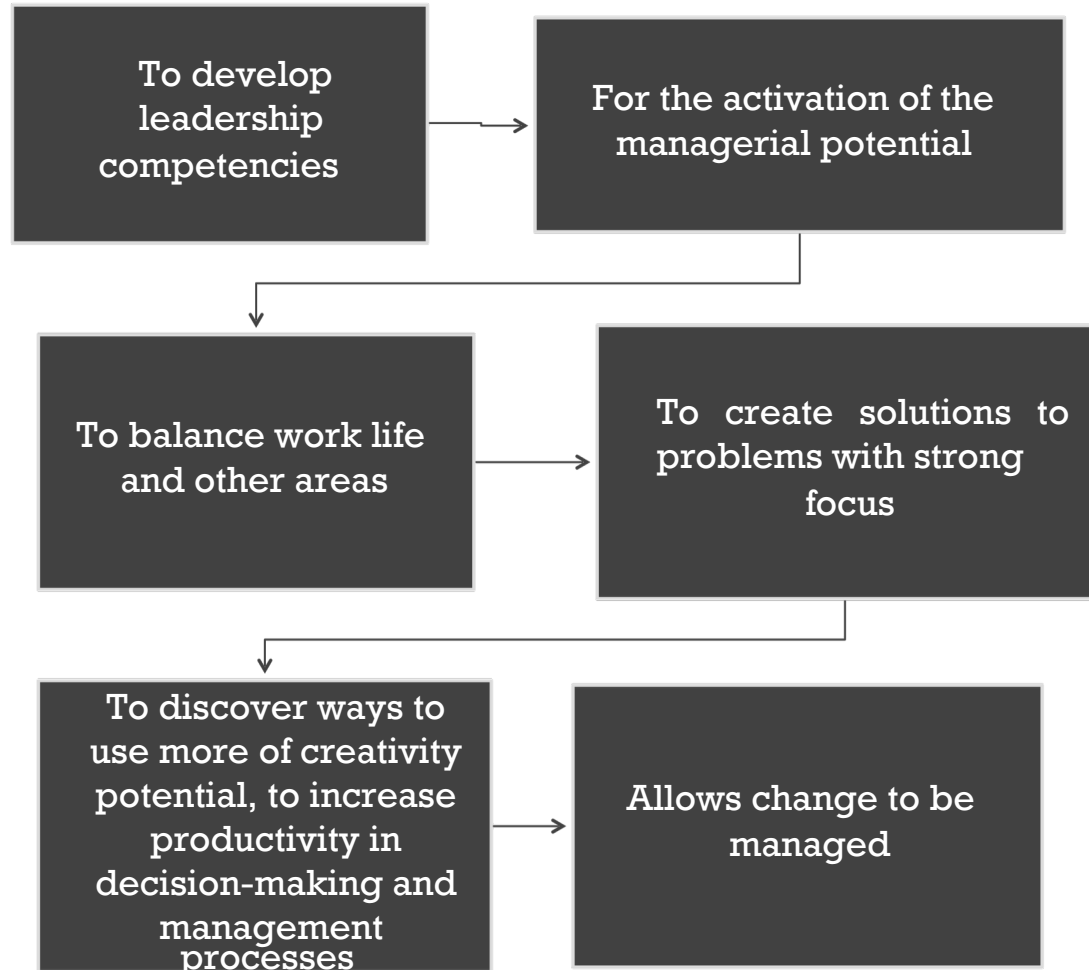 To develop
leadership
competencies
For the activation of the
managerial potential
To balance work life
and other areas
To create solutions to
problems with strong
focus
To discover ways to
use more of creativity
potential, to increase
productivity in
decision-making and
management
processes
Allows change to be
managed